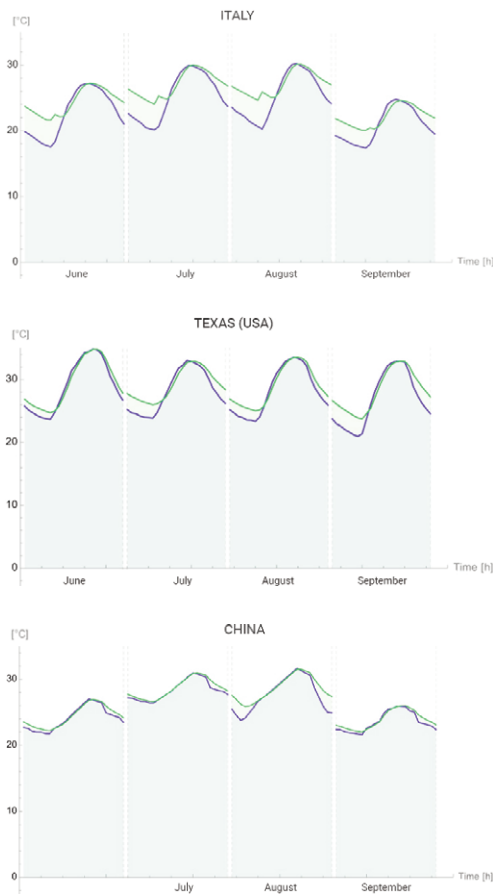 ITALY
[°C]
30
20
10
0
Time [h]
June
July
August
September
TEXAS (USA)
30
20
10
0
Time [h]
June
July
August
September
CHINA
[°C]
30
20
10
0
Time [h]
July
August
September